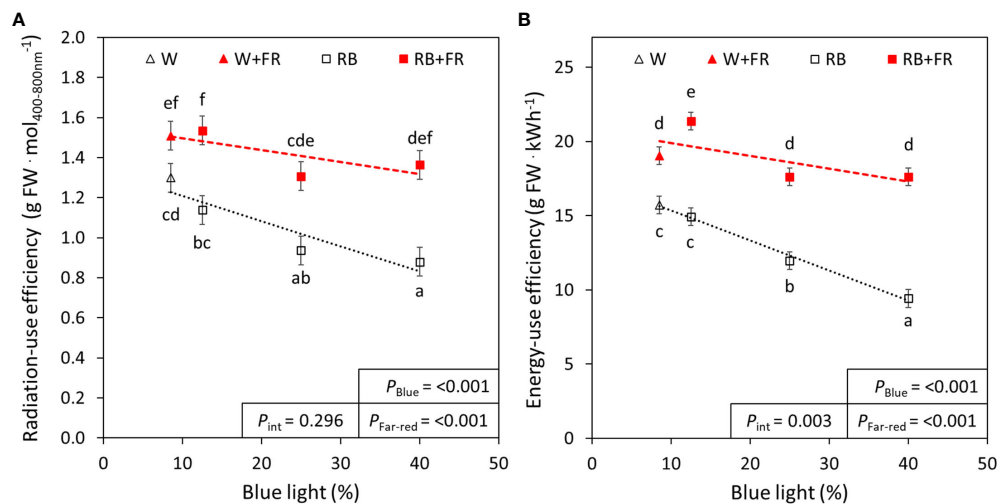 A
Radiation-use efficiency (g FW · mol400-800nm-1)
2.0
1.8
1.6
1.4
1.2
1.0
0.8
0.6
0.4
0.2
0.0
W W+FR RB RB+FR
ef f
cde def
cd bc
ab a
PBlue = <0.001
Pint = 0.296 PFar-red = <0.001
0 10 20 30 40 50
Blue light (%)
B
Energy-use efficiency (g FW · kWh-1)
25
20
15
10
5
0
W W+FR RB RB+FR
d e d d
c c b a
PBlue = <0.001
Pint = 0.003 PFar-red = <0.001
0 10 20 30 40 50
Blue light (%)